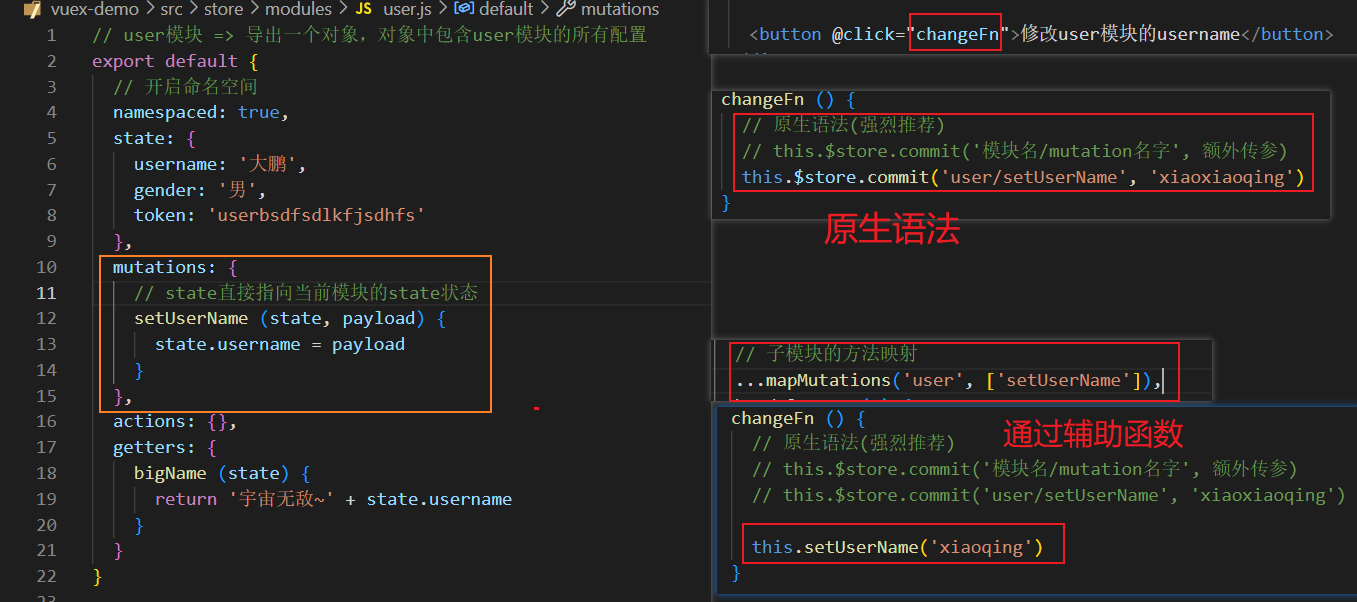 vuex-demo > src > store > modules > JS user.js > default > mutations
1 // user模块 => 导出一个对象，对象中包含user模块的所有配置
2 export default {
3 // 开启命名空间
4 namespaced: true,
5 state: {
6 username: '大鹏',
7 gender: '男',
8 token: 'userbsdfsdlkfjsdhfs'
9 },
10 mutations: {
11 // state直接指向当前模块的state状态
12 setUserName (state, payload) {
13 state.username = payload
14 }
15 },
16 actions: {},
17 getters: {
18 bigName (state) {
19 return '宇宙无敌~' + state.username
20 }
21 }
22 }
23
<button @click="changeFn">修改user模块的username</button>
changeFn () {
// 原生语法(强烈推荐)
// this.$store.commit('模块名/mutation名字', 额外传参)
this.$store.commit('user/setUserName', 'xiaoxiaoqing')
}
原生语法
// 子模块的方法映射
...mapMutations('user', ['setUserName']),
changeFn () {
通过辅助函数
// 原生语法(强烈推荐)
// this.$store.commit('模块名/mutation名字', 额外传参)
// this.$store.commit('user/setUserName', 'xiaoxiaoqing')
this.setUserName('xiaoqing')
}